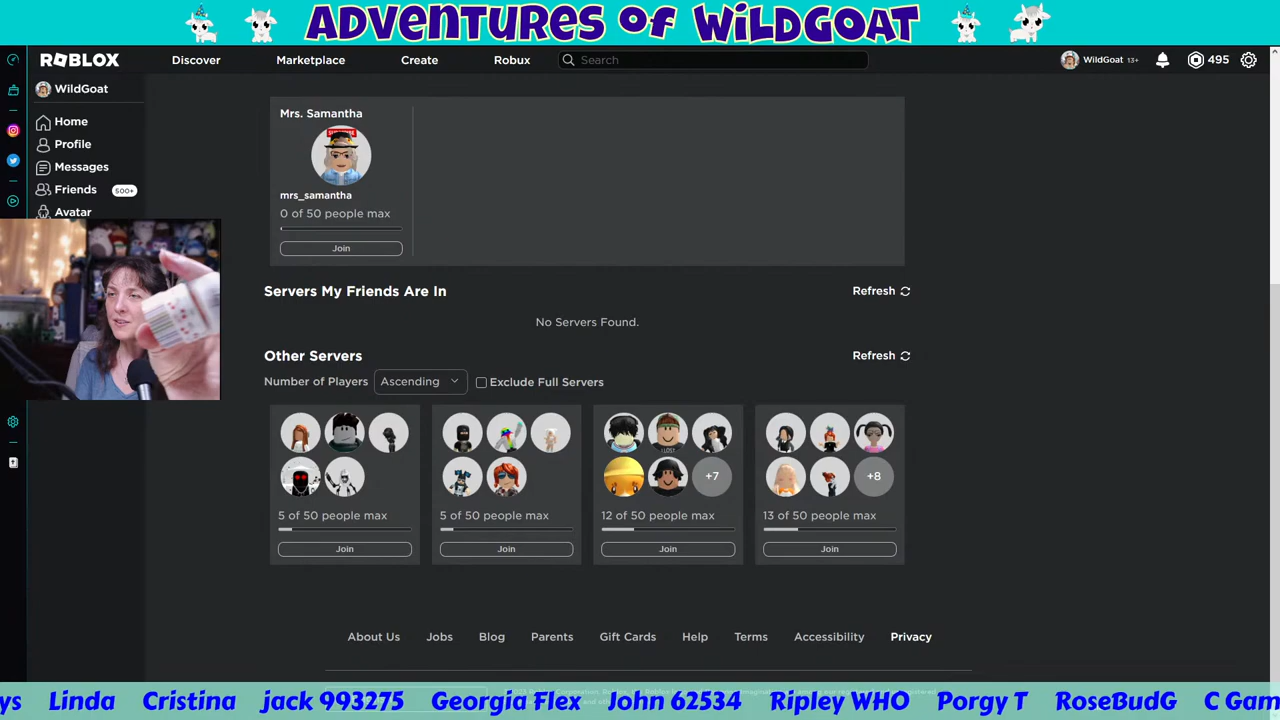 ADVENTURES OF WILDGOAT
ROBLOX
Discover
Marketplace
Create
Robux
Search
WildGoat 13+
495
WildGoat
Home
Profile
Messages
Friends 500+
Avatar
Mrs. Samantha
mrs_samantha
0 of 50 people max
Join
Servers My Friends Are In
Refresh
No Servers Found.
Other Servers
Refresh
Number of Players
Ascending
Exclude Full Servers
+7
+8
5 of 50 people max
5 of 50 people max
12 of 50 people max
13 of 50 people max
Join
Join
Join
Join
About Us
Jobs
Blog
Parents
Gift Cards
Help
Terms
Accessibility
Privacy
ys Linda Cristina jack 993275 Georgia Flex John 62534 Ripley WHO Porgy T RoseBudG C Gam